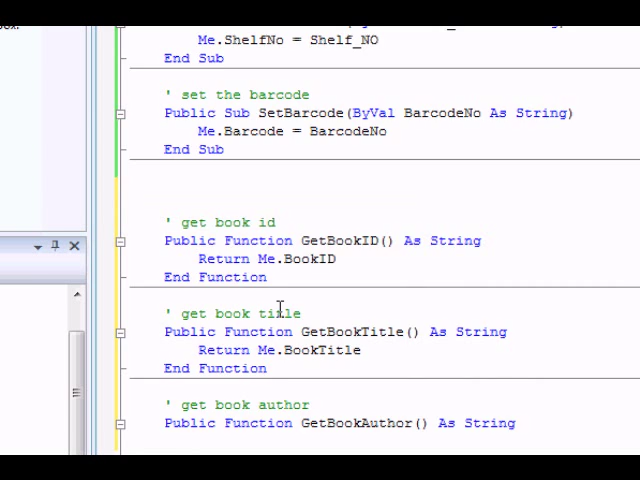 Me.ShelfNo = Shelf_NO
End Sub
' set the barcode
Public Sub SetBarcode(ByVal BarcodeNo As String)
Me.Barcode = BarcodeNo
End Sub
' get book id
Public Function GetBookID() As String
Return Me.BookID
End Function
' get book title
Public Function GetBookTitle() As String
Return Me.BookTitle
End Function
' get book author
Public Function GetBookAuthor() As String